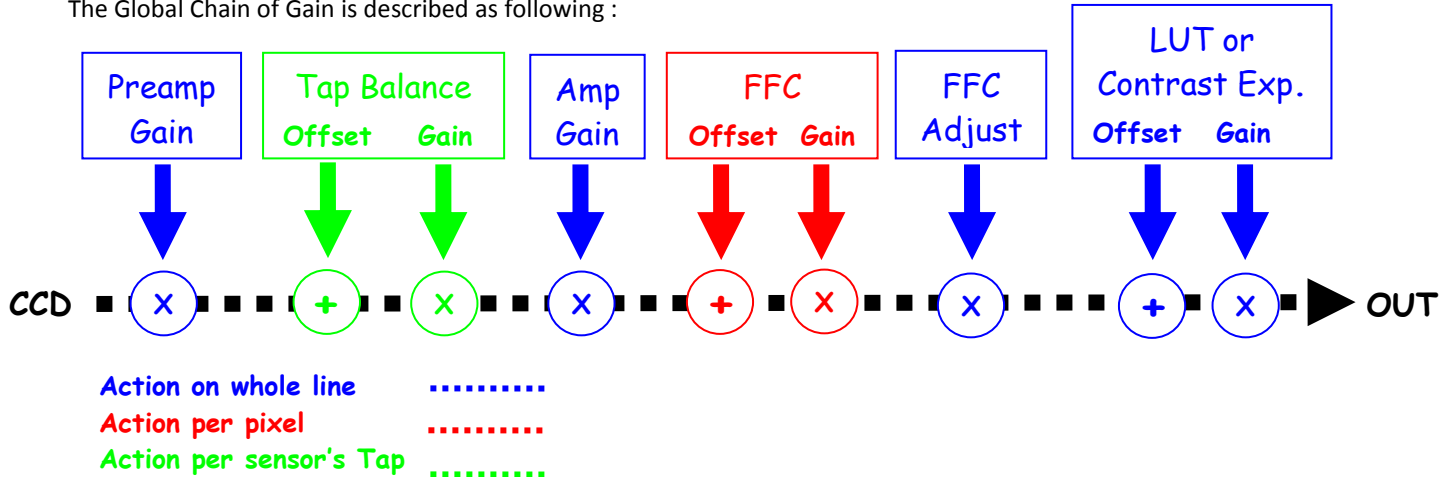 The Global Chain of Gain is described as following :
Preamp
Gain
Tap Balance
Offset Gain
Amp
Gain
FFC
Offset Gain
FFC
Adjust
LUT or
Contrast Exp.
Offset Gain
CCD X + X X + X X + X OUT
Action on whole line
Action per pixel
Action per sensor's Tap